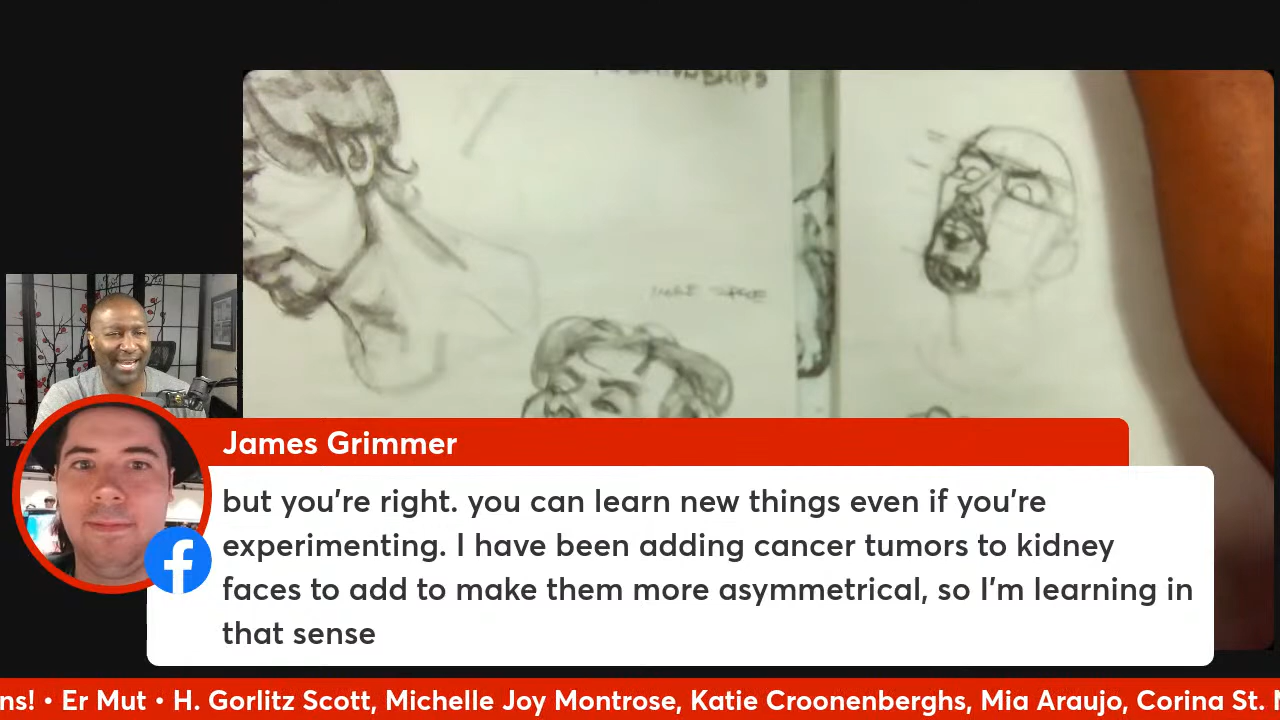 James Grimmer
but you're right. you can learn new things even if you're
experimenting. I have been adding cancer tumors to kidney
faces to add to make them more asymmetrical, so I'm learning in
that sense
ns! • Er Mut • H. Gorlitz Scott, Michelle Joy Montrose, Katie Croonenberghs, Mia Araujo, Corina St. M